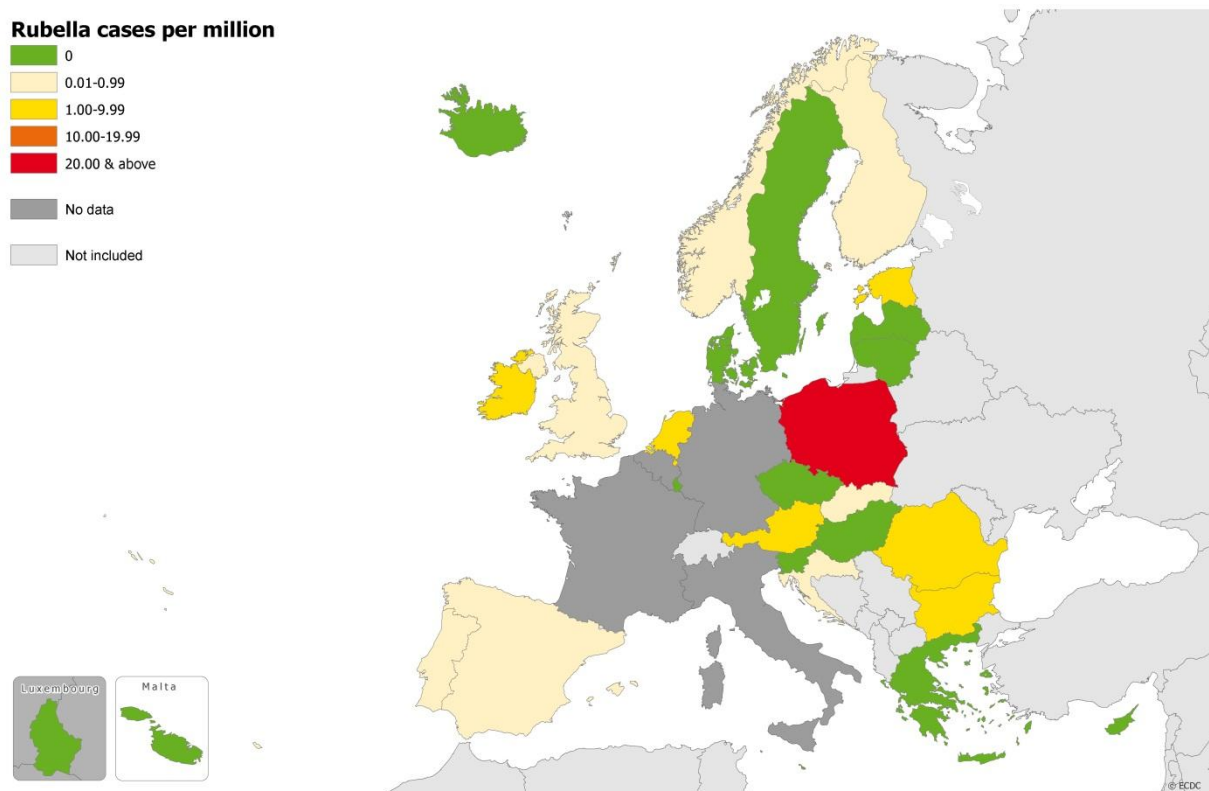 Rubella cases per million
0
0.01-0.99
1.00-9.99
10.00-19.99
20.00 & above
No data
Not included
Luxembourg
Malta
© ECDC